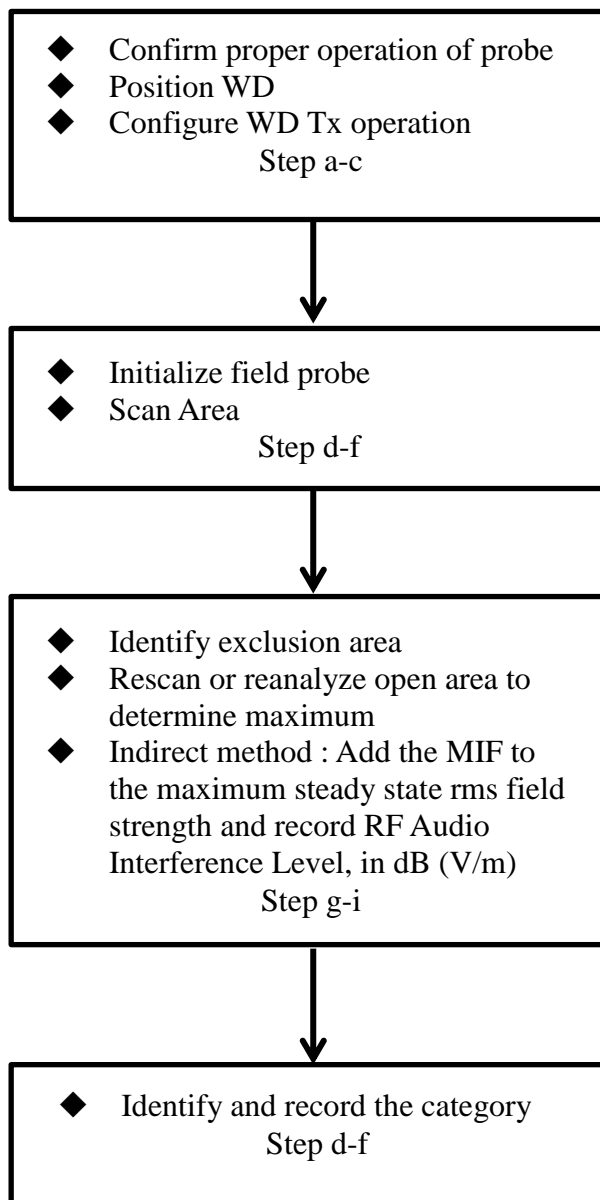 ◆ Confirm proper operation of probe
◆ Position WD
◆ Configure WD Tx operation
Step a-c
◆ Initialize field probe
◆ Scan Area
Step d-f
◆ Identify exclusion area
◆ Rescan or reanalyze open area to
determine maximum
◆ Indirect method : Add the MIF to
the maximum steady state rms field
strength and record RF Audio
Interference Level, in dB (V/m)
Step g-i
◆ Identify and record the category
Step d-f